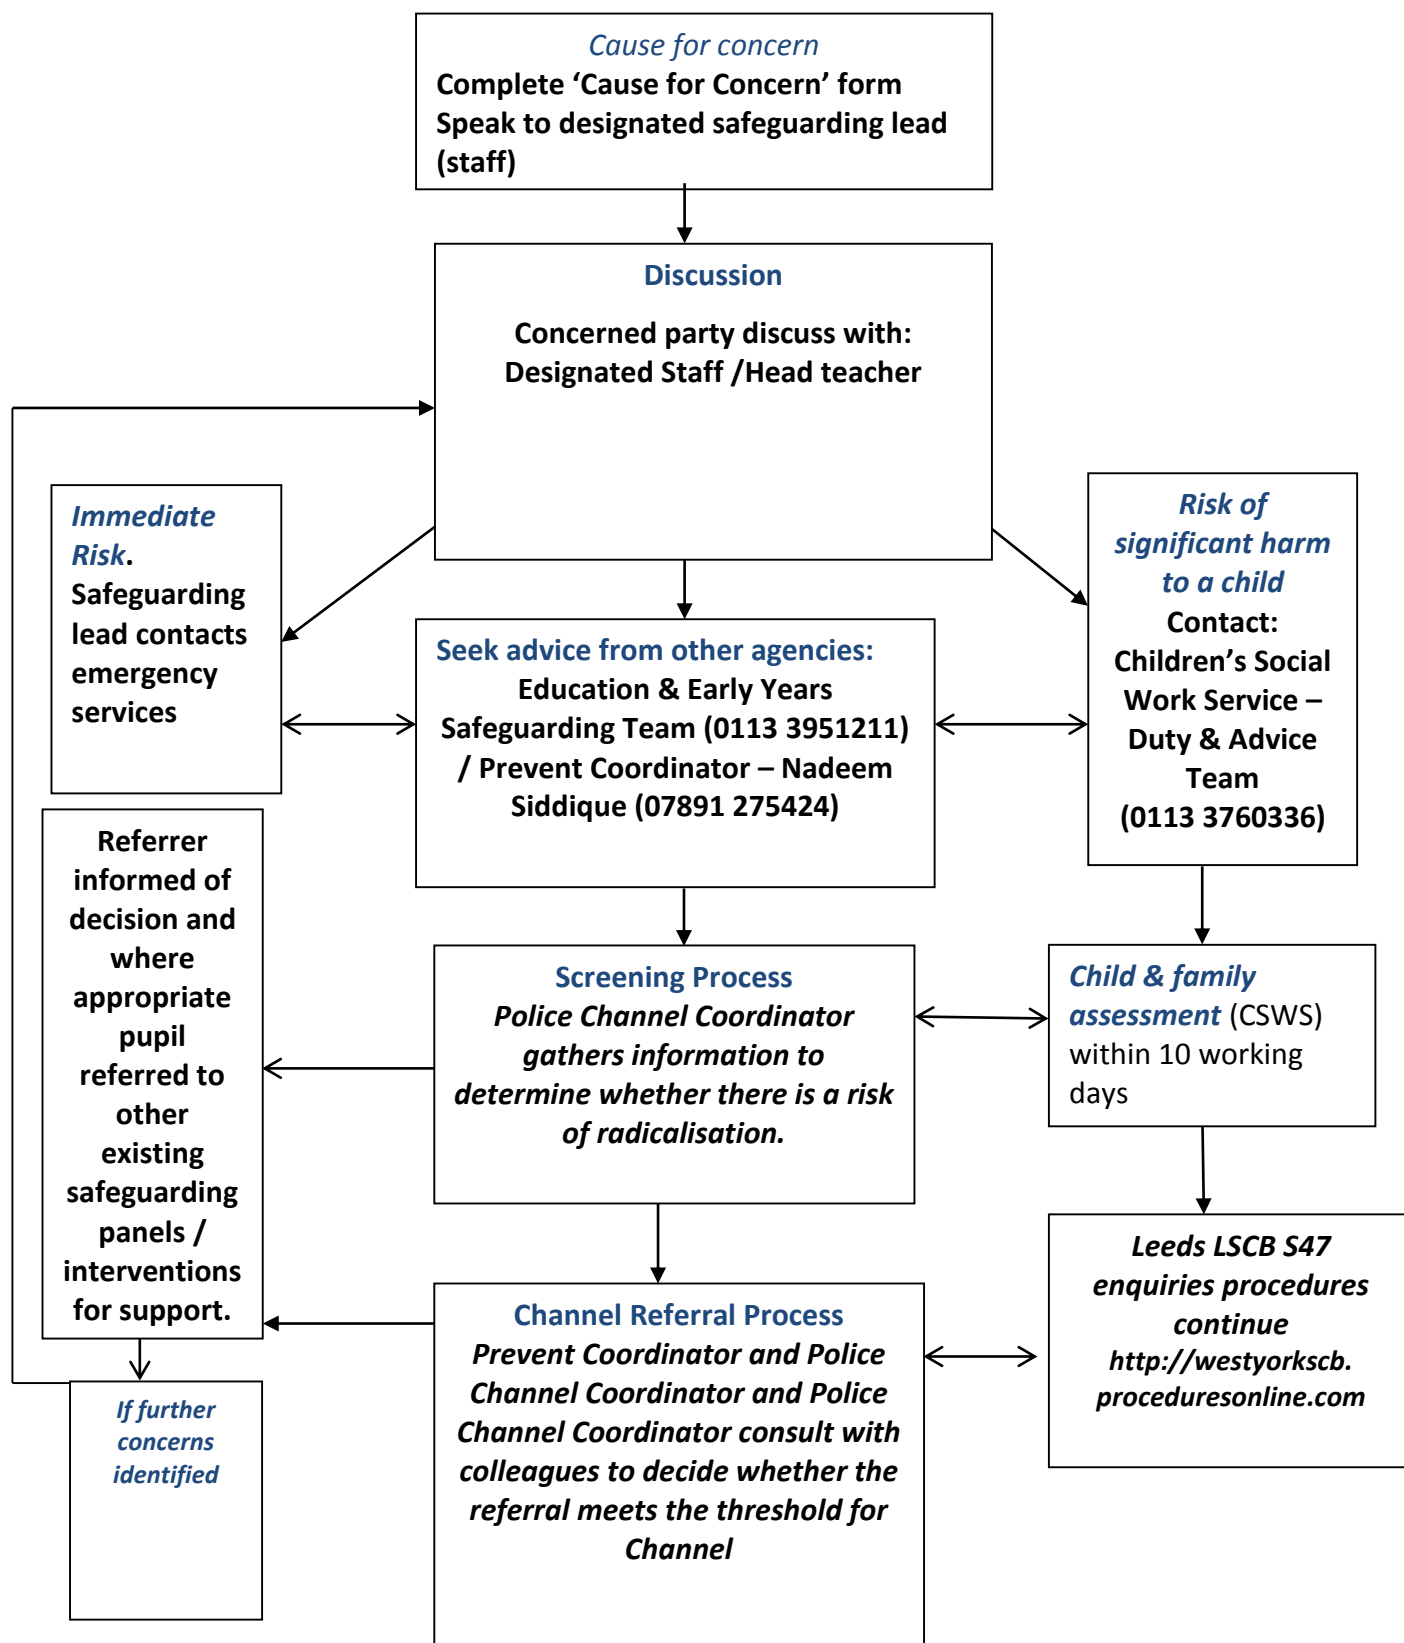 Cause for concern
Complete ‘Cause for Concern’ form
Speak to designated safeguarding lead
(staff)
Discussion
Concerned party discuss with:
Designated Staff /Head teacher
Immediate
Risk.
Safeguarding
lead contacts
emergency
services
Seek advice from other agencies:
Education & Early Years
Safeguarding Team (0113 3951211)
/ Prevent Coordinator – Nadeem
Siddique (07891 275424)
Risk of
significant harm
to a child
Contact:
Children’s Social
Work Service –
Duty & Advice
Team
(0113 3760336)
Referrer
informed of
decision and
where
appropriate
pupil
referred to
other
existing
safeguarding
panels /
interventions
for support.
Screening Process
Police Channel Coordinator
gathers information to
determine whether there is a risk
of radicalisation.
Child & family
assessment (CSWS)
within 10 working
days
Leeds LSCB S47
enquiries procedures
continue
http://westyorkscb.
proceduresonline.com
Channel Referral Process
Prevent Coordinator and Police
Channel Coordinator and Police
Channel Coordinator consult with
colleagues to decide whether the
referral meets the threshold for
Channel
If further
concerns
identified